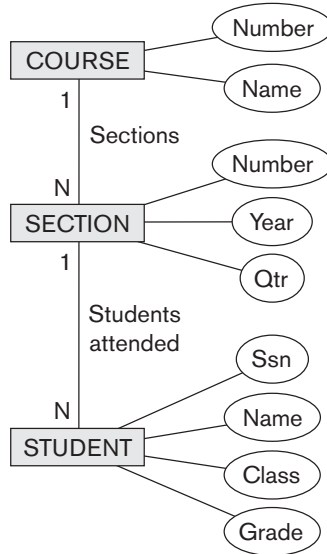 Number
COURSE
Name
1
Sections
N
Number
SECTION
Year
1
Qtr
Students
attended
Ssn
N
Name
STUDENT
Class
Grade